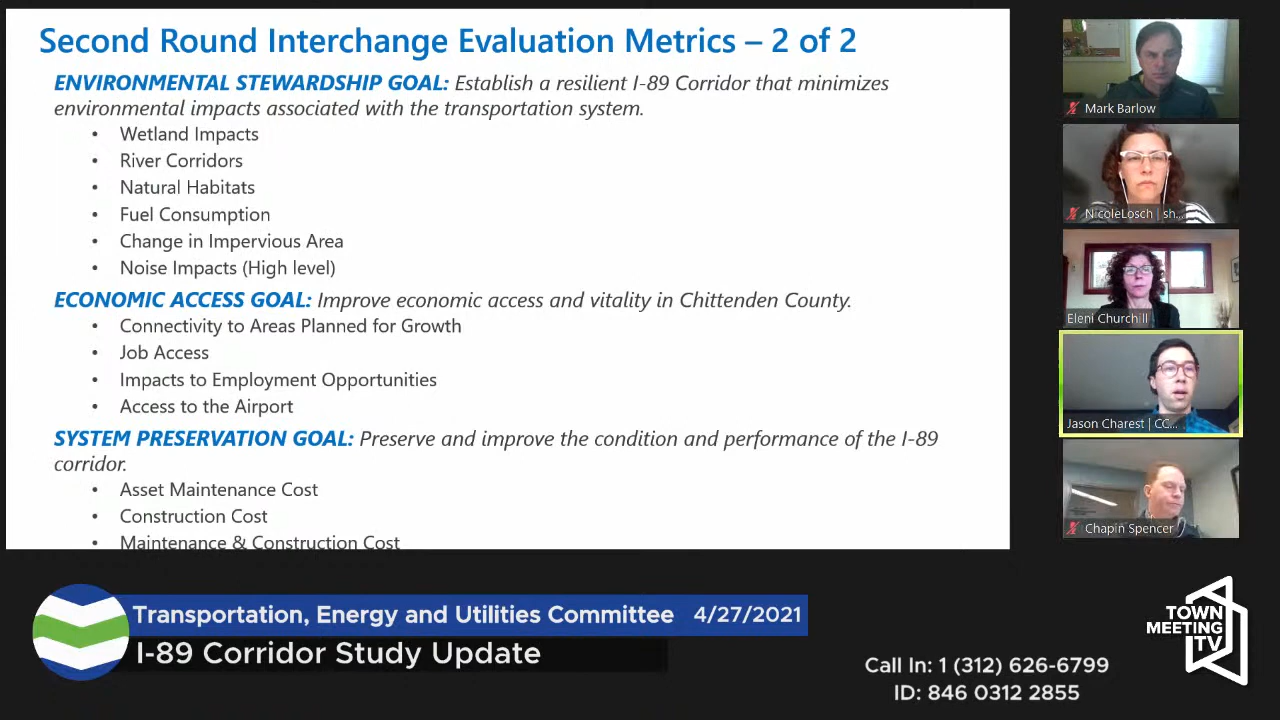 Second Round Interchange Evaluation Metrics – 2 of 2
ENVIRONMENTAL STEWARDSHIP GOAL: Establish a resilient I-89 Corridor that minimizes
environmental impacts associated with the transportation system.
• Wetland Impacts
• River Corridors
• Natural Habitats
• Fuel Consumption
• Change in Impervious Area
• Noise Impacts (High level)
ECONOMIC ACCESS GOAL: Improve economic access and vitality in Chittenden County.
• Connectivity to Areas Planned for Growth
• Job Access
• Impacts to Employment Opportunities
• Access to the Airport
SYSTEM PRESERVATION GOAL: Preserve and improve the condition and performance of the I-89
corridor.
• Asset Maintenance Cost
• Construction Cost
• Maintenance & Construction Cost
Mark Barlow
NicoleLosch | sh...
Eleni Churchill
Jason Charest | CC...
Chapin Spencer
Transportation, Energy and Utilities Committee 4/27/2021
I-89 Corridor Study Update
Call In: 1 (312) 626-6799
ID: 846 0312 2855
TOWN
MEETING
TV